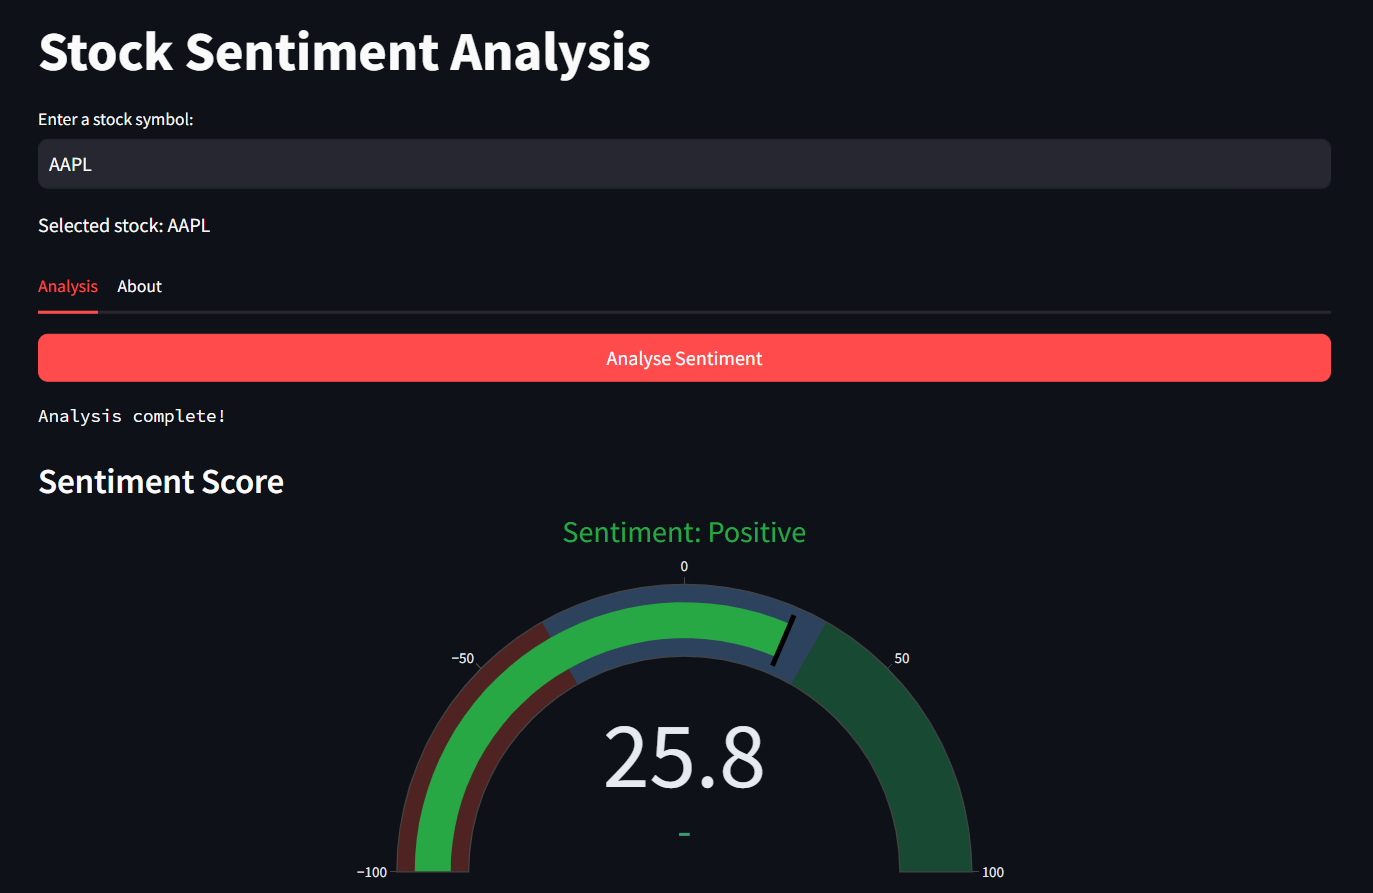 Stock Sentiment Analysis
Enter a stock symbol:
AAPL
Selected stock: AAPL
Analysis About
Analyse Sentiment
Analysis complete!
Sentiment Score
Sentiment: Positive
0
−50 50
25.8
-
−100 100